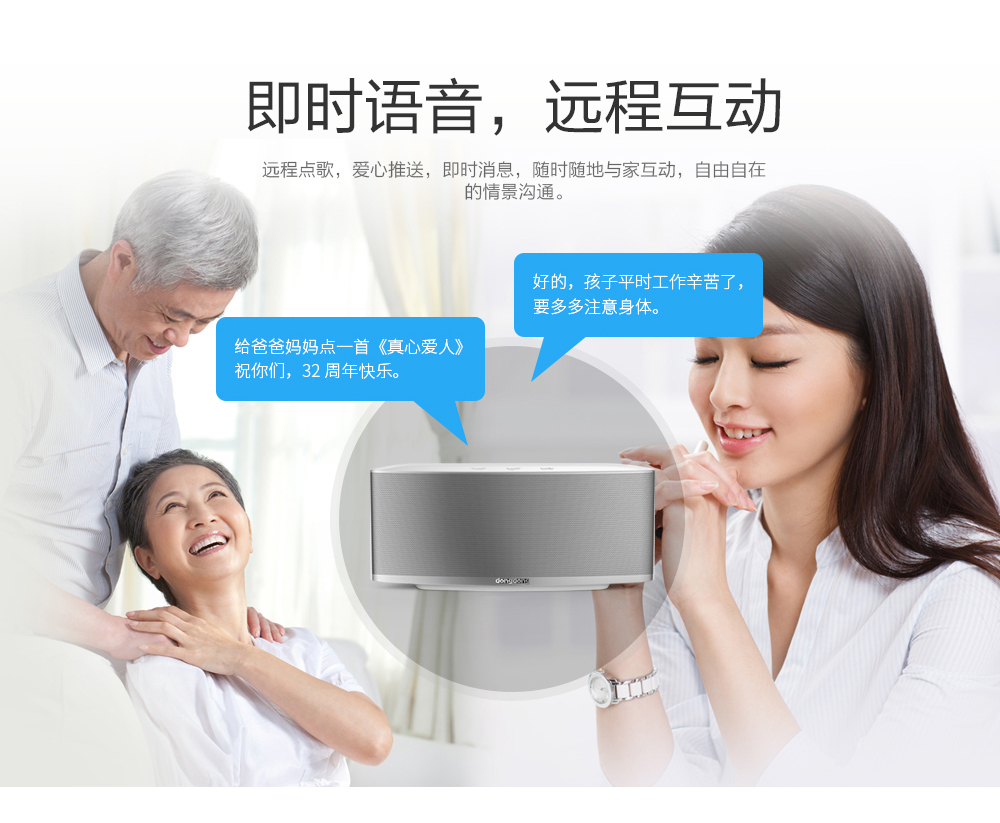 即时语音，远程互动
远程点歌，爱心推送，即时消息，随时随地与家互动，自由自在
的情景沟通。
好的，孩子平时工作辛苦了，
要多多注意身体。
给爸爸妈妈点一首《真心爱人》
祝你们，32 周年快乐。